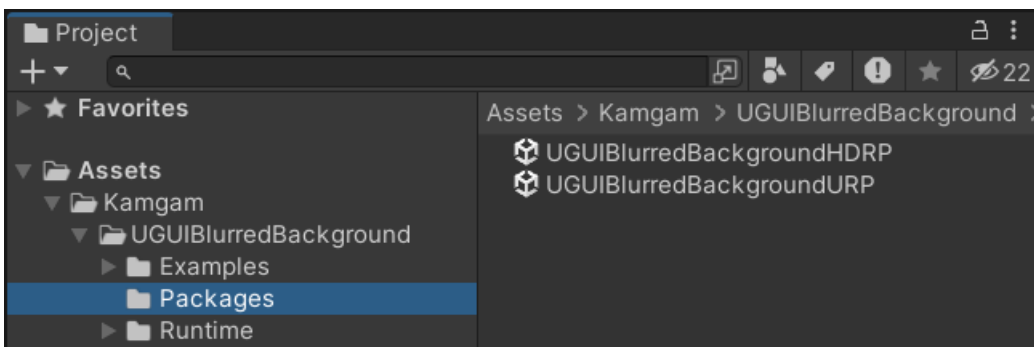 Project
22
Favorites
Assets > Kamgam > UGUIBlurredBackground >
UGUIBlurredBackgroundHDRP
Assets
UGUIBlurredBackgroundURP
Kamgam
UGUIBlurredBackground
Examples
Packages
Runtime